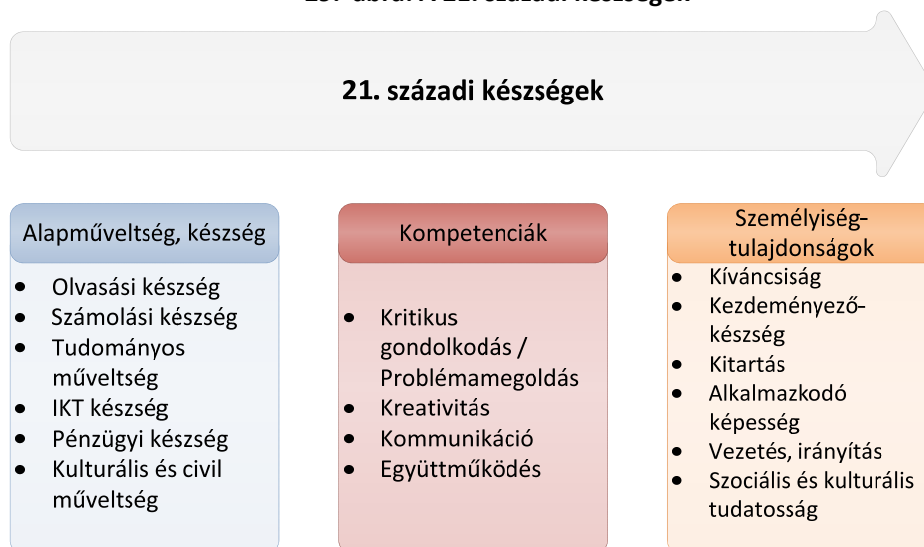 21. századi készségek
Alapműveltség, készség
• Olvasási készség
• Számolási készség
• Tudományos
műveltség
• IKT készség
• Pénzügyi készség
• Kulturális és civil
műveltség
Kompetenciák
• Kritikus
gondolkodás /
Problémamegoldás
• Kreativitás
• Kommunikáció
• Együttműködés
Személyiség-
tulajdonságok
• Kíváncsiság
• Kezdeményező-
készség
• Kitartás
• Alkalmazkodó
képesség
• Vezetés, irányítás
• Szociális és kulturális
tudatosság